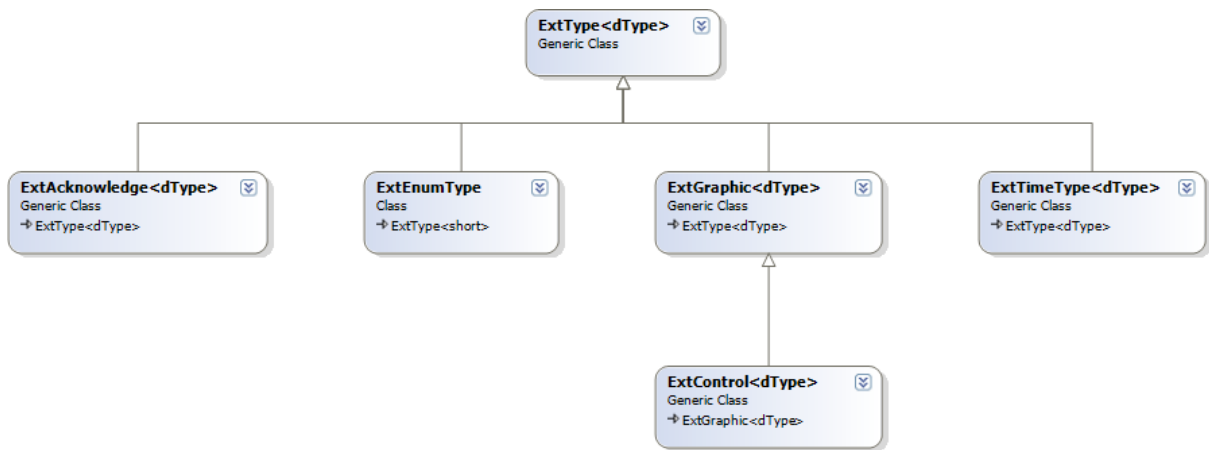 ExtType<dType>
Generic Class
ExtAcknowledge<dType>
Generic Class
ExtType<dType>
ExtEnumType
Class
ExtType<short>
ExtGraphic<dType>
Generic Class
ExtType<dType>
ExtTimeType<dType>
Generic Class
ExtType<dType>
ExtControl<dType>
Generic Class
ExtGraphic<dType>